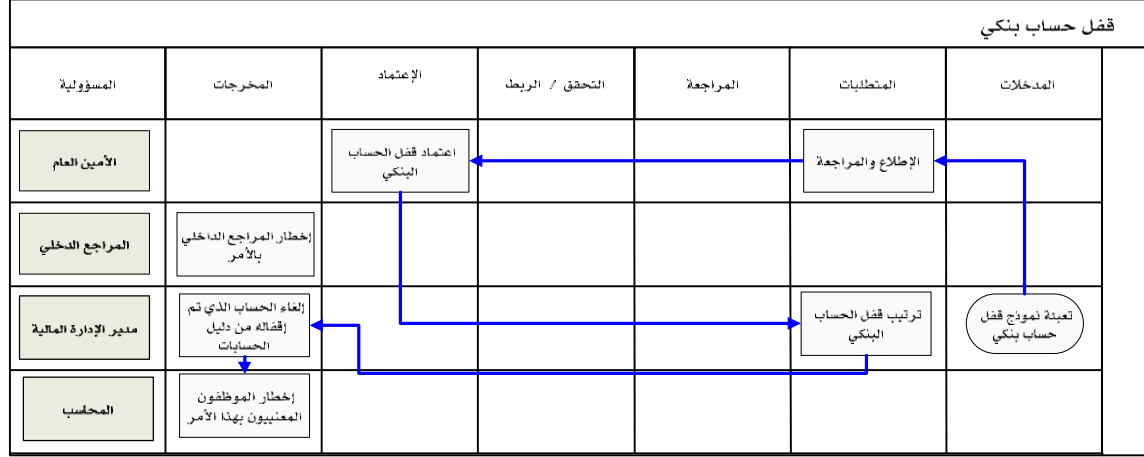 قفل حساب بنكي
المدخلات
المتطلبات
المراجعة
التحقق / الربط
الإعتماد
المخرجات
المسؤولية
الإطلاع والمراجعة
اعتماد قفل الحساب
البنكي
الأمين العام
إخطار المراجع الداخلي
بالأمر
المراجع الدخلي
تعبئة نموذج قفل
حساب بنكي
ترتيب قفل الحساب
البنكي
إلغاء الحساب الذي تم
إقفاله من دليل
الحسابات
مدير الإدارة المالية
إخطار الموظفون
المعنييون بهذا الأمر
المحاسب